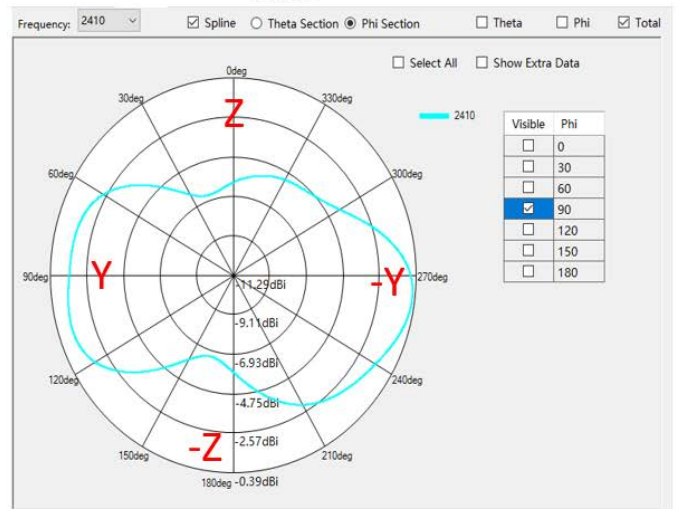 Frequency: 2410 Spline Theta Section Phi Section Theta Phi Total
Select All Show Extra Data
0deg
30deg 330deg
Z
2410
Visible Phi
0
30
60deg 300deg
60
90
120
150
90deg Y -Y 270deg
180
-11.29dBi
-9.11dBi
-6.93dBi
120deg 240deg
-4.75dBi
-Z -2.57dBi
150deg 210deg
180deg -0.39dBi